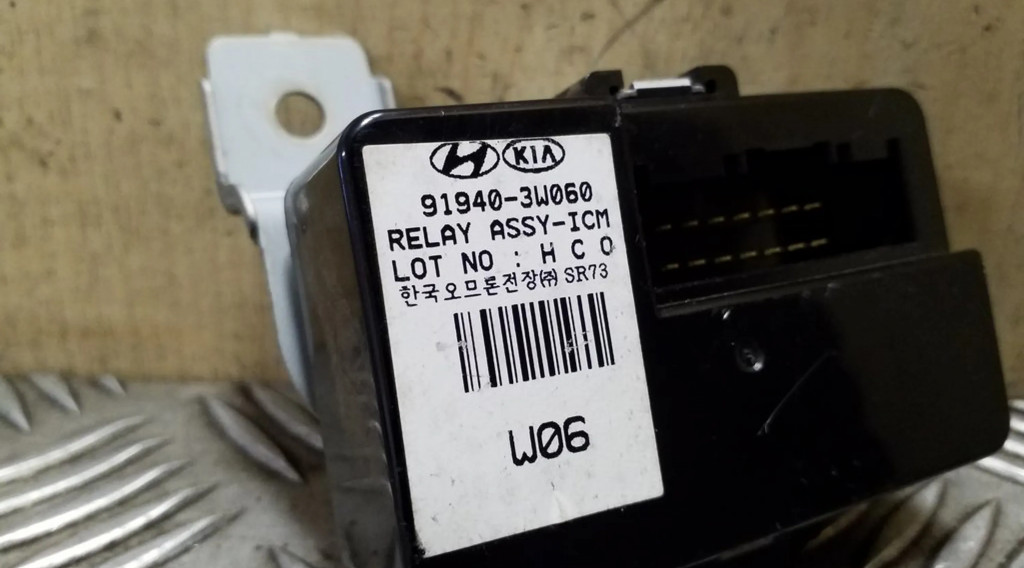 KIA
91940-3W060
RELAY ASSY-ICM
LOT NO : H C O
한국오므론전장㈜ SR73
W06